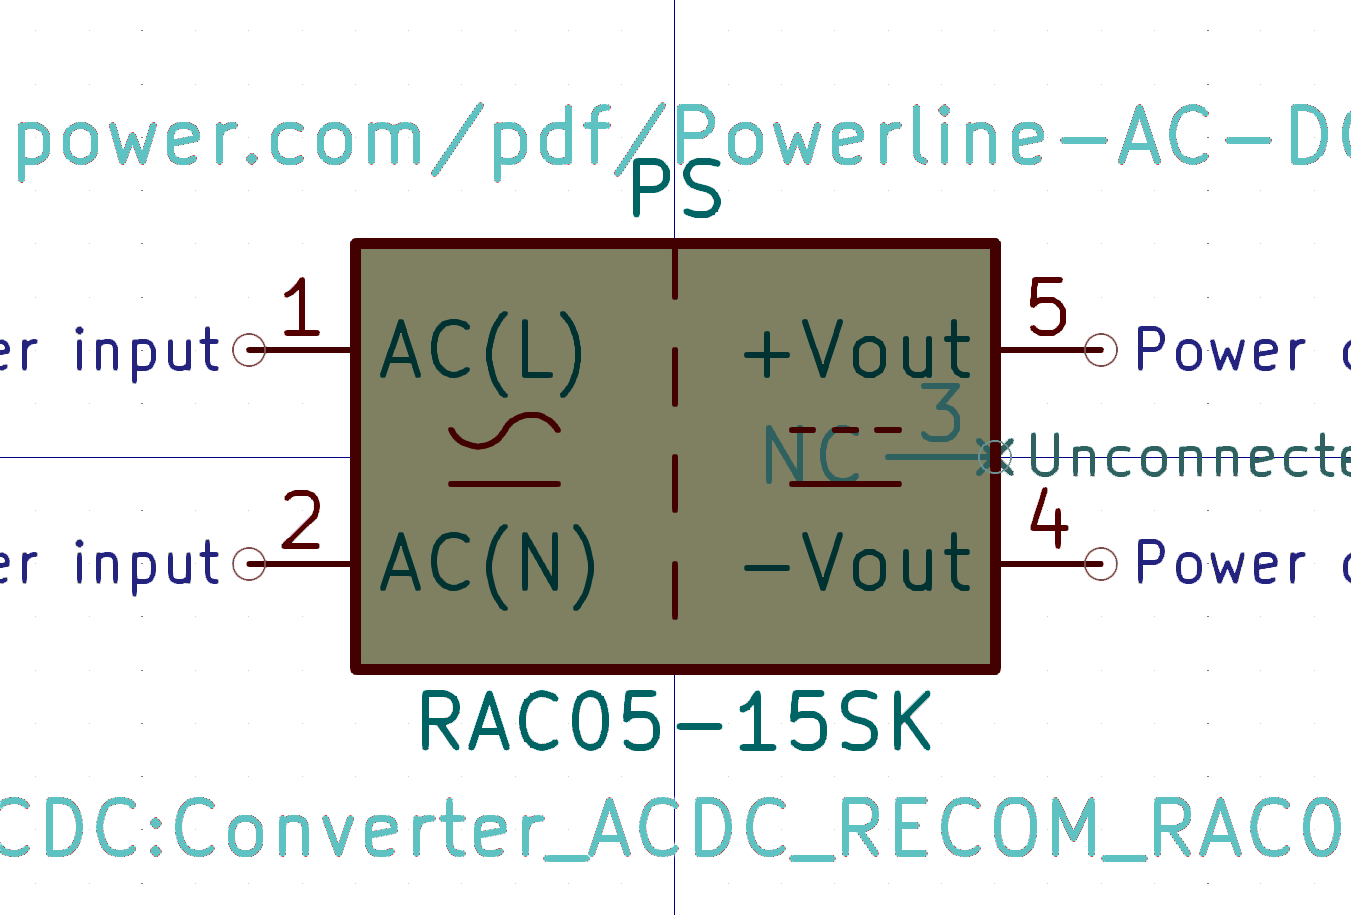 power.com/pdf/Powerline-AC-DC
PS
1
5
er input
AC(L)
+Vout
Power
3
NC
Unconnecte
2
4
er input
AC(N)
-Vout
Power
RAC05-15SK
CDC:Converter_ACDC_RECOM_RAC0